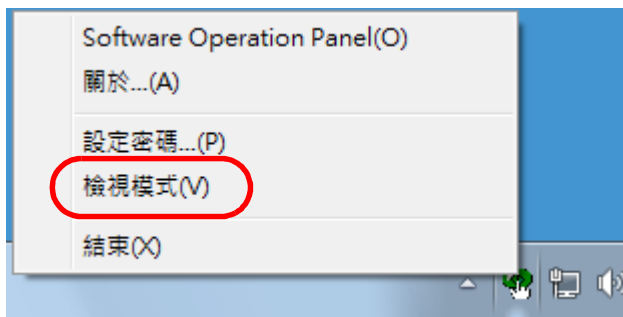 Software Operation Panel(O)
關於...(A)
設定密碼...(P)
檢視模式(V)
結束(X)